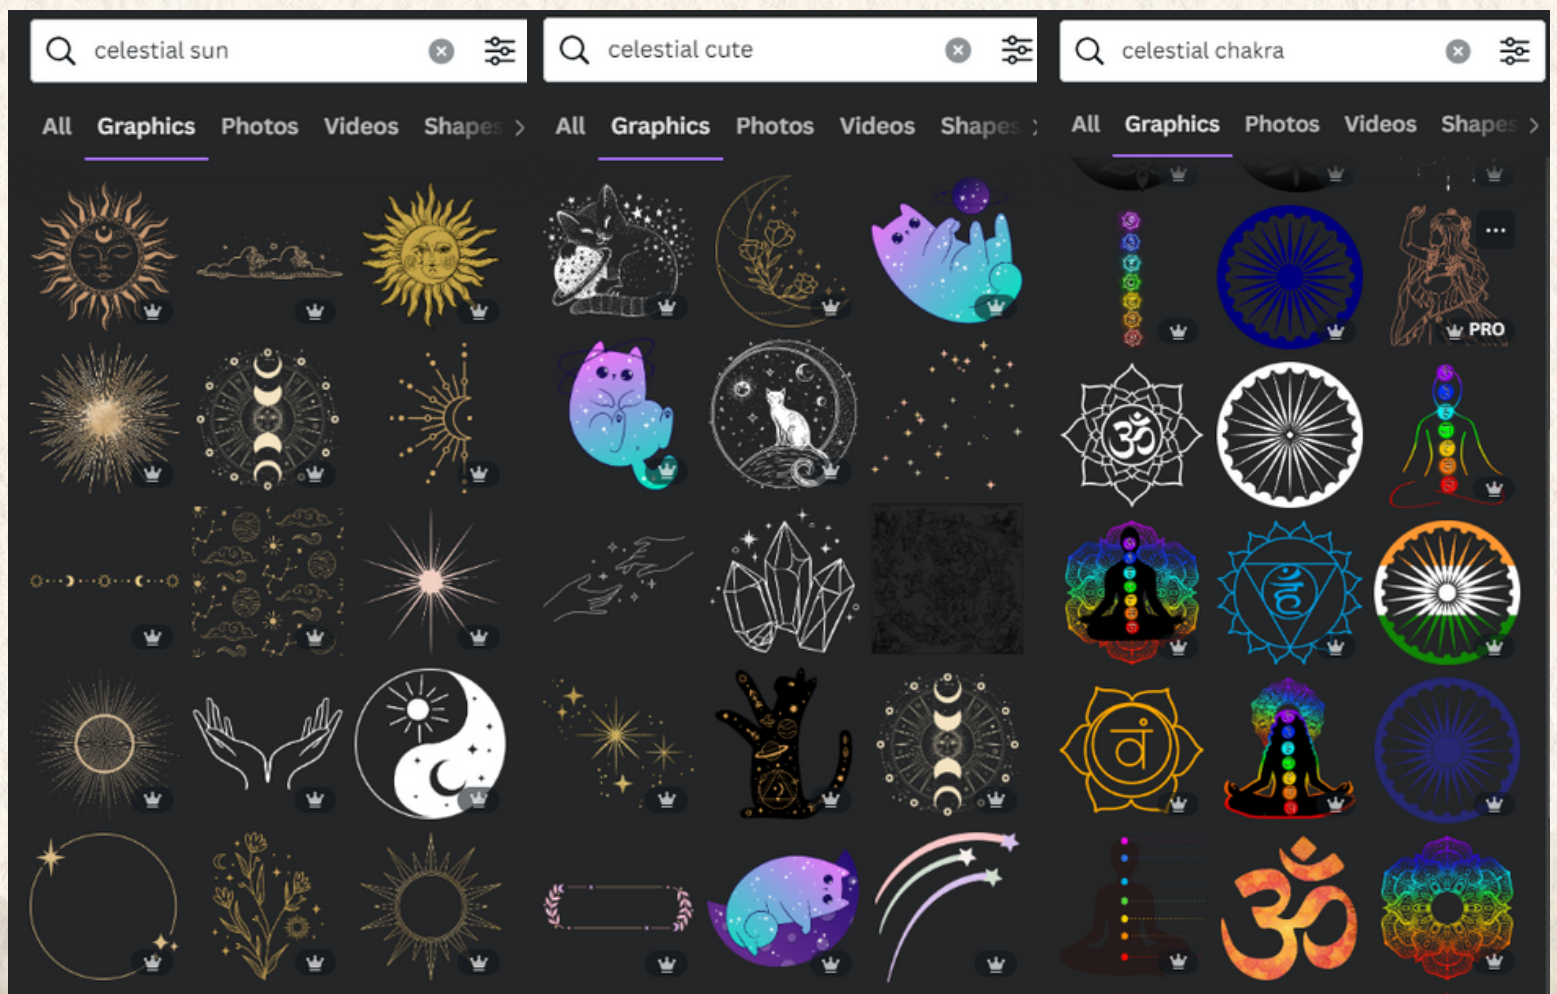 celestial sun
All Graphics Photos Videos Shapes
celestial cute
All Graphics Photos Videos Shapes
celestial chakra
All Graphics Photos Videos Shapes
PRO
ॐ
वं
ॐ